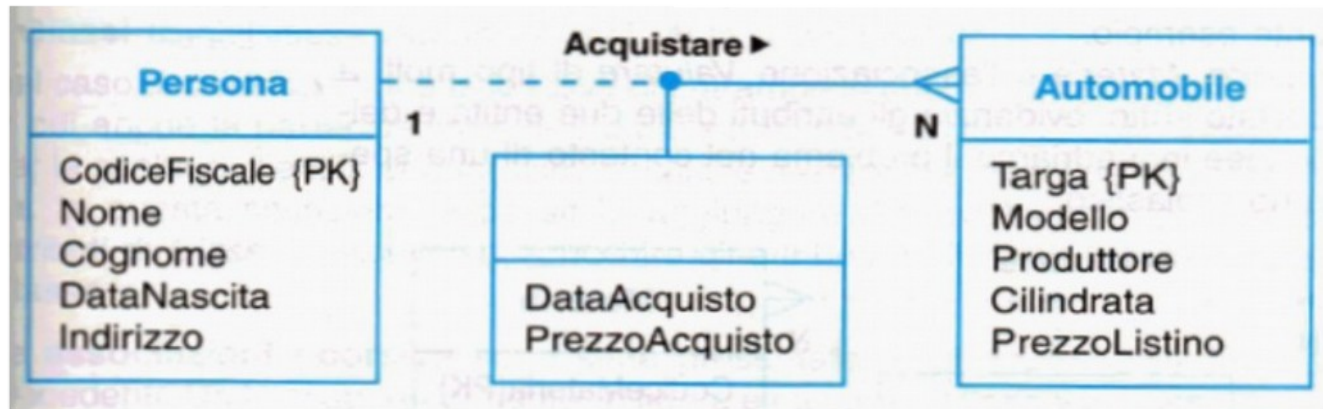 Acquistare ►
Persona
1
CodiceFiscale {PK}
Nome
Cognome
DataNascita
Indirizzo
DataAcquisto
PrezzoAcquisto
Automobile
N
Targa {PK}
Modello
Produttore
Cilindrata
PrezzoListino